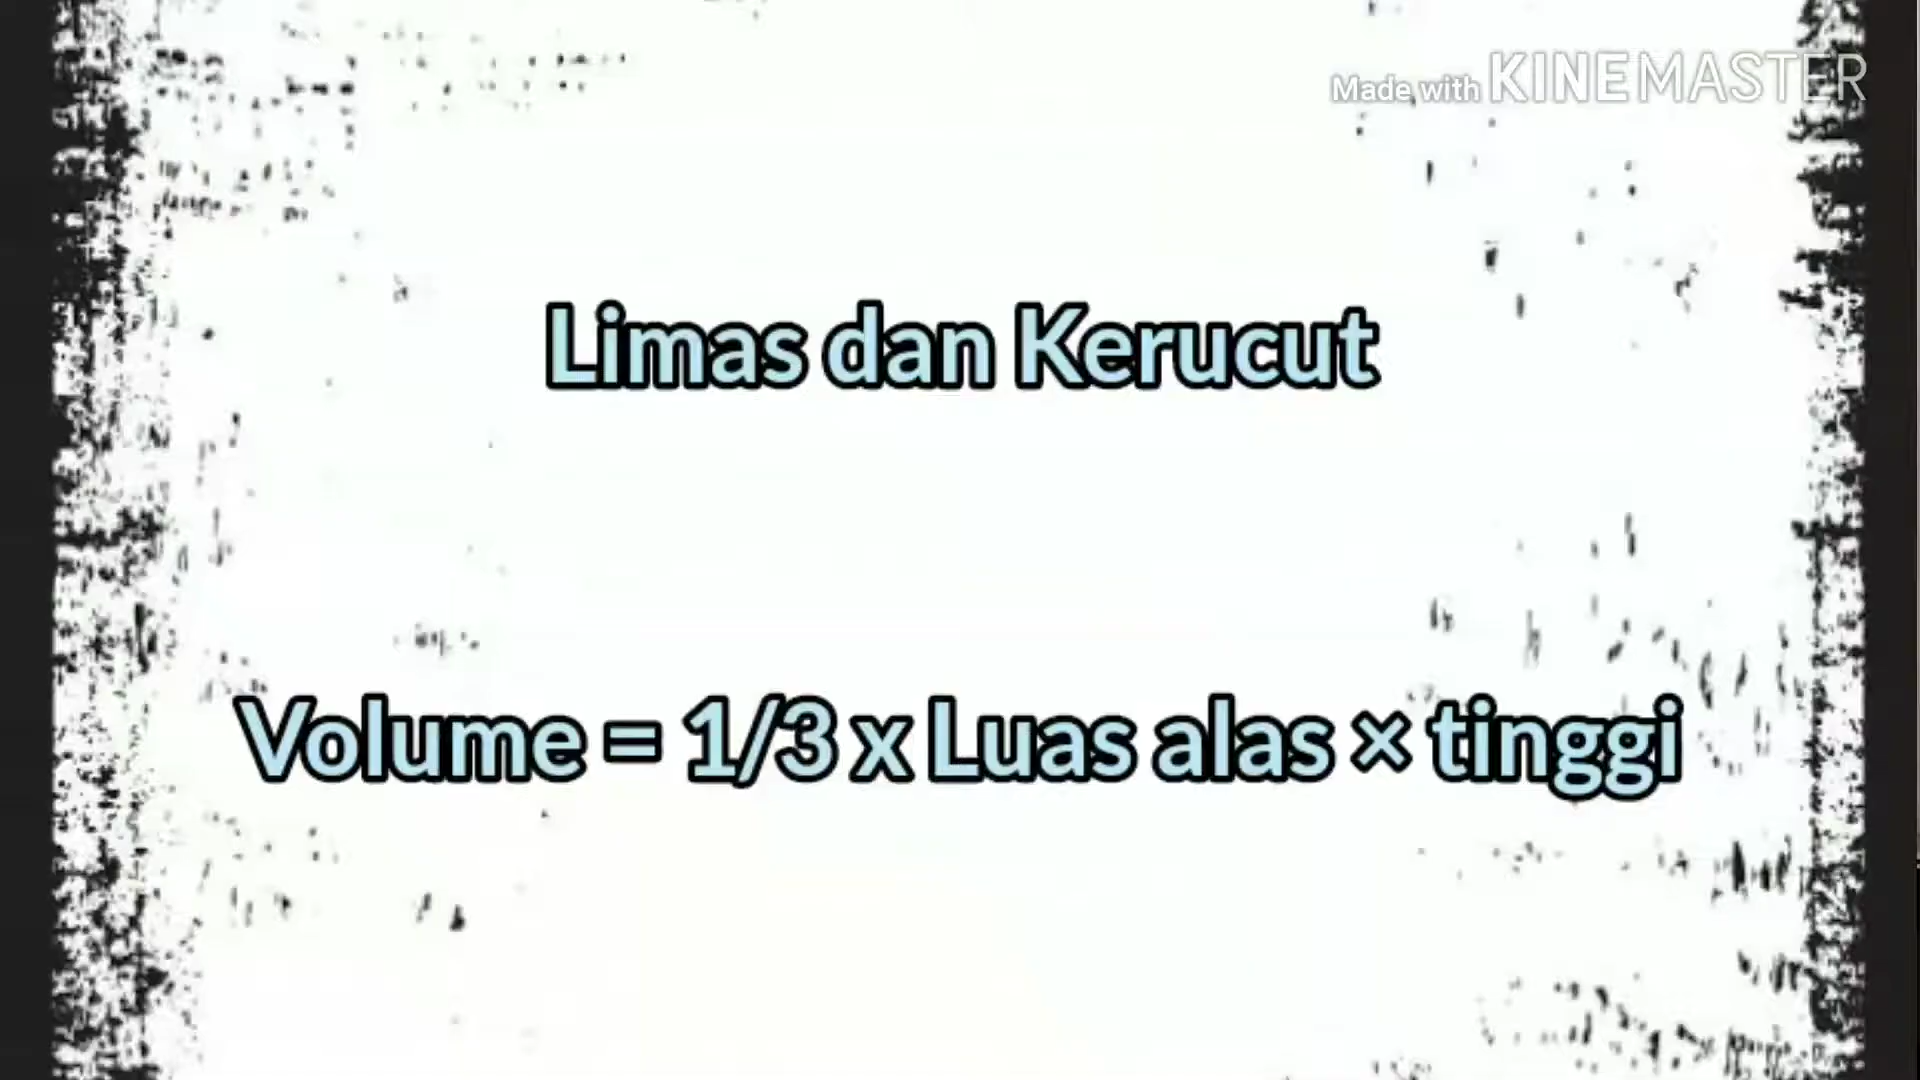 Made with KINEMASTER
Limas dan Kerucut
Volume = 1/3 x Luas alas × tinggi